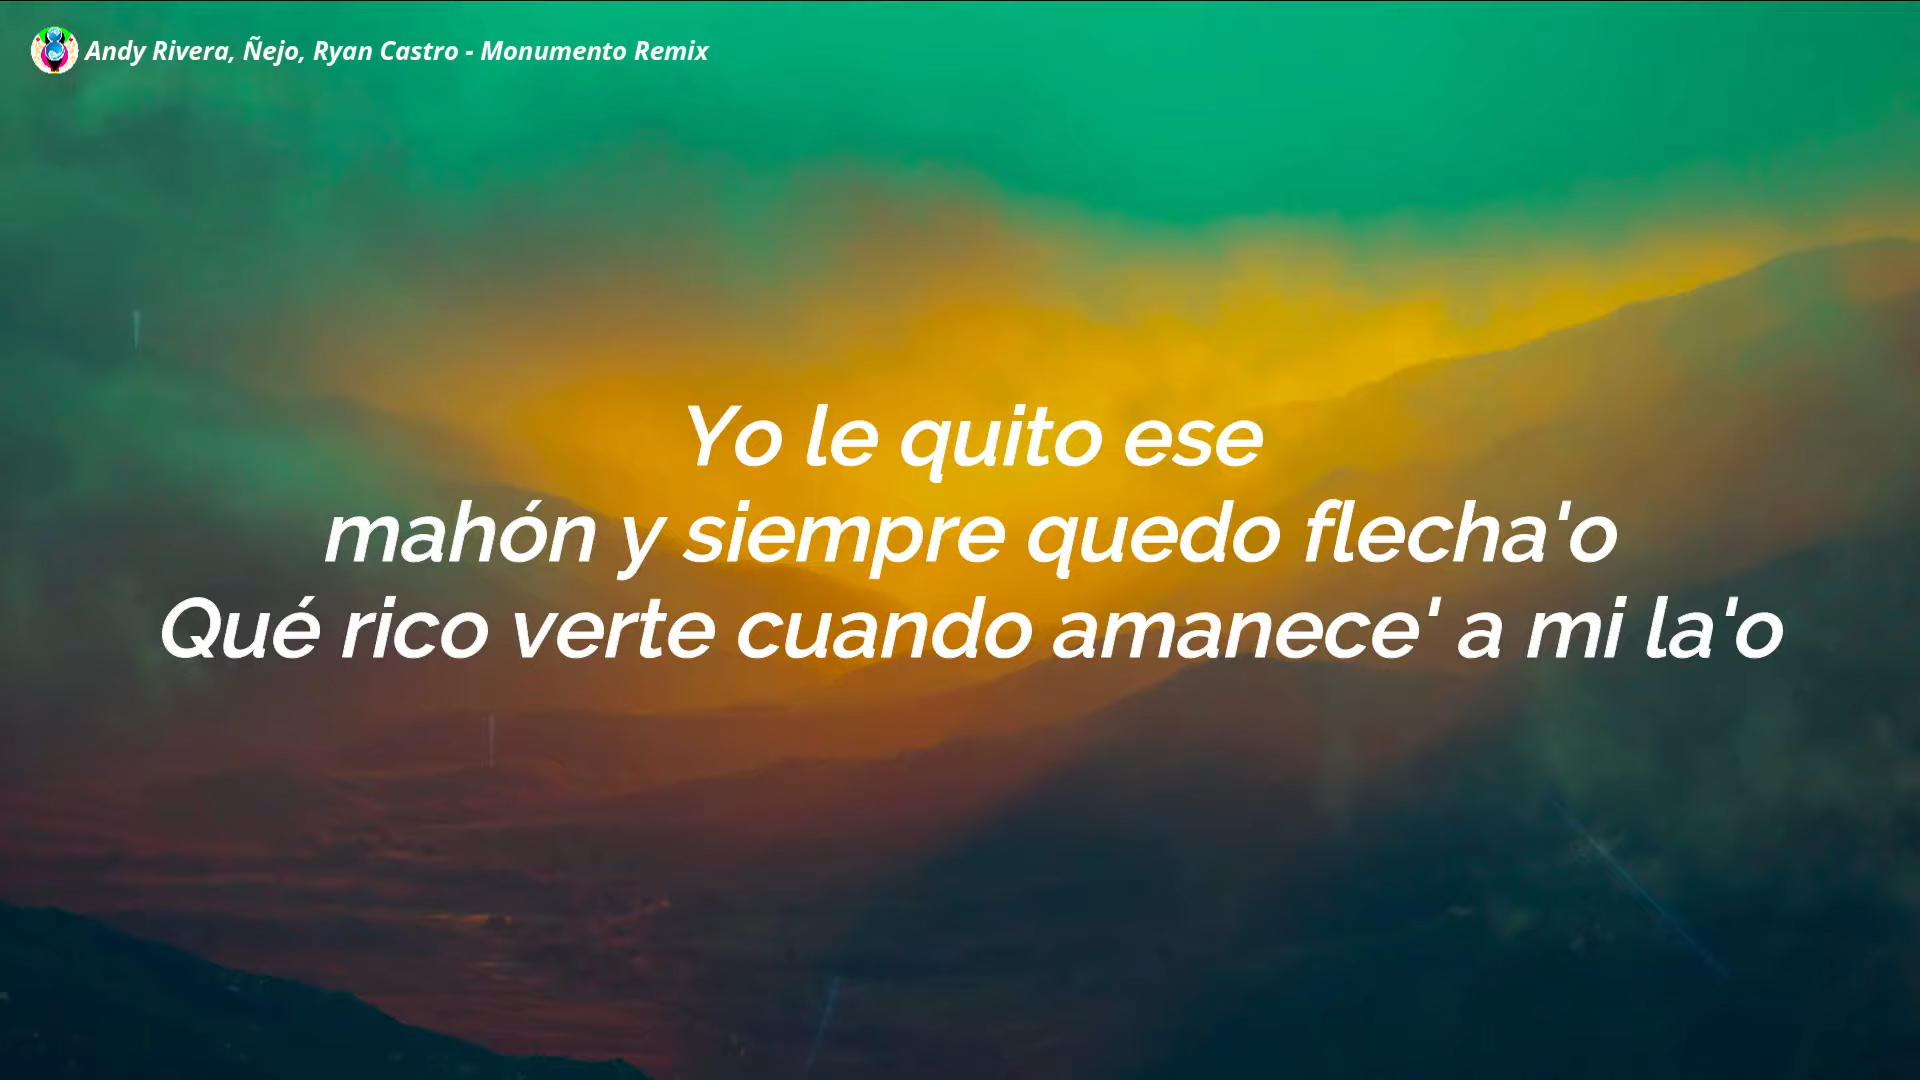 Andy Rivera, Ñejo, Ryan Castro - Monumento Remix
Yo le quito ese
mahón y siempre quedo flecha'o
Qué rico verte cuando amanece' a mi la'o